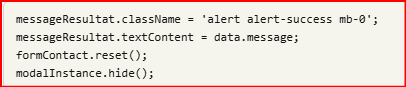 messageResultat.className = 'alert alert-success mb-0';
messageResultat.textContent = data.message;
formContact.reset();
modalInstance.hide();